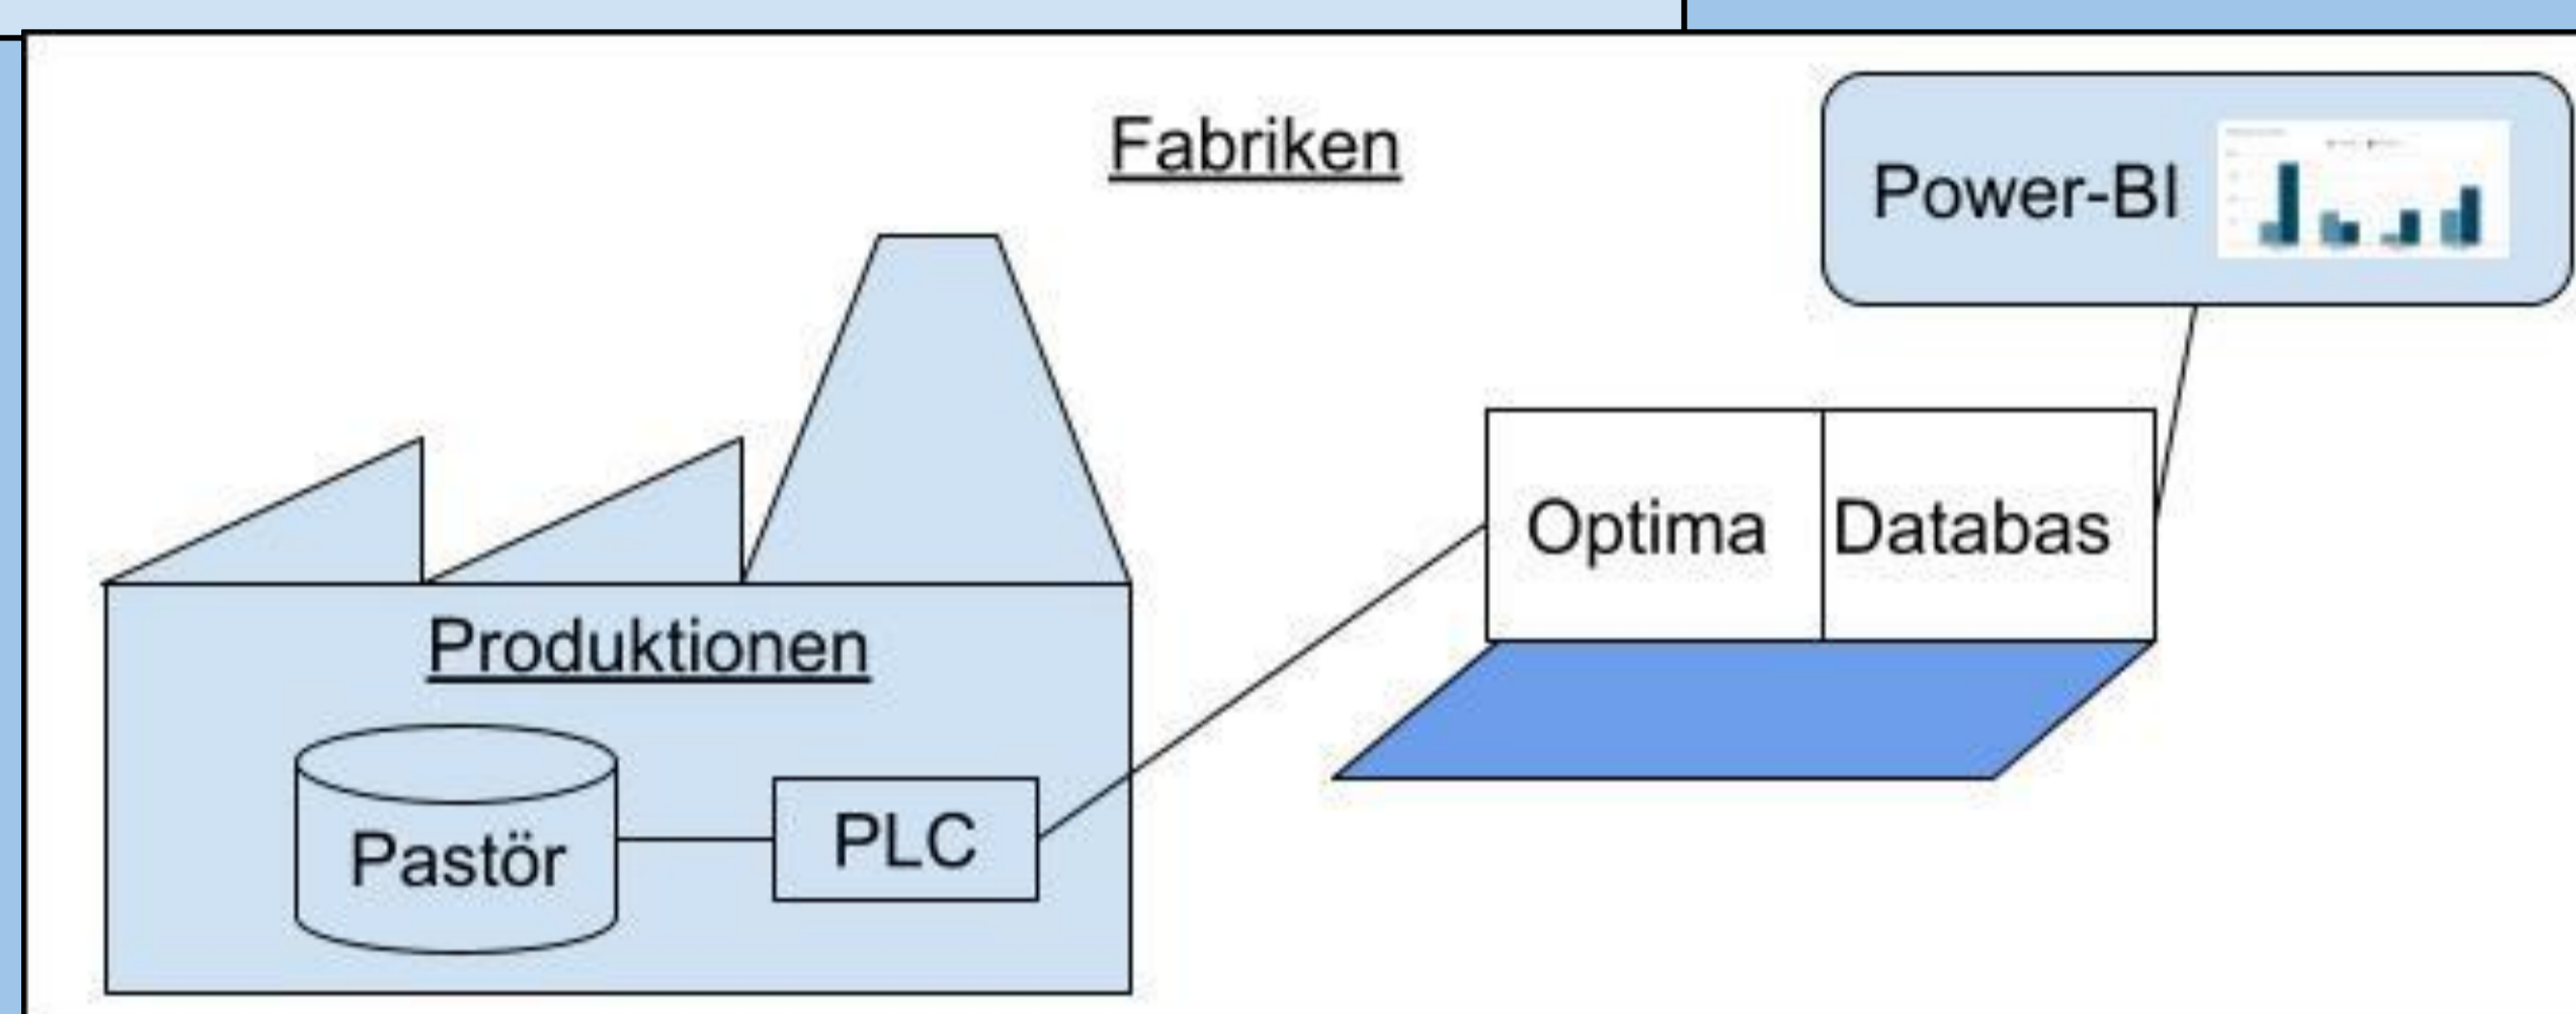 Fabriken
Power-BI
Optima
Databas
Produktionen
Pastör
PLC